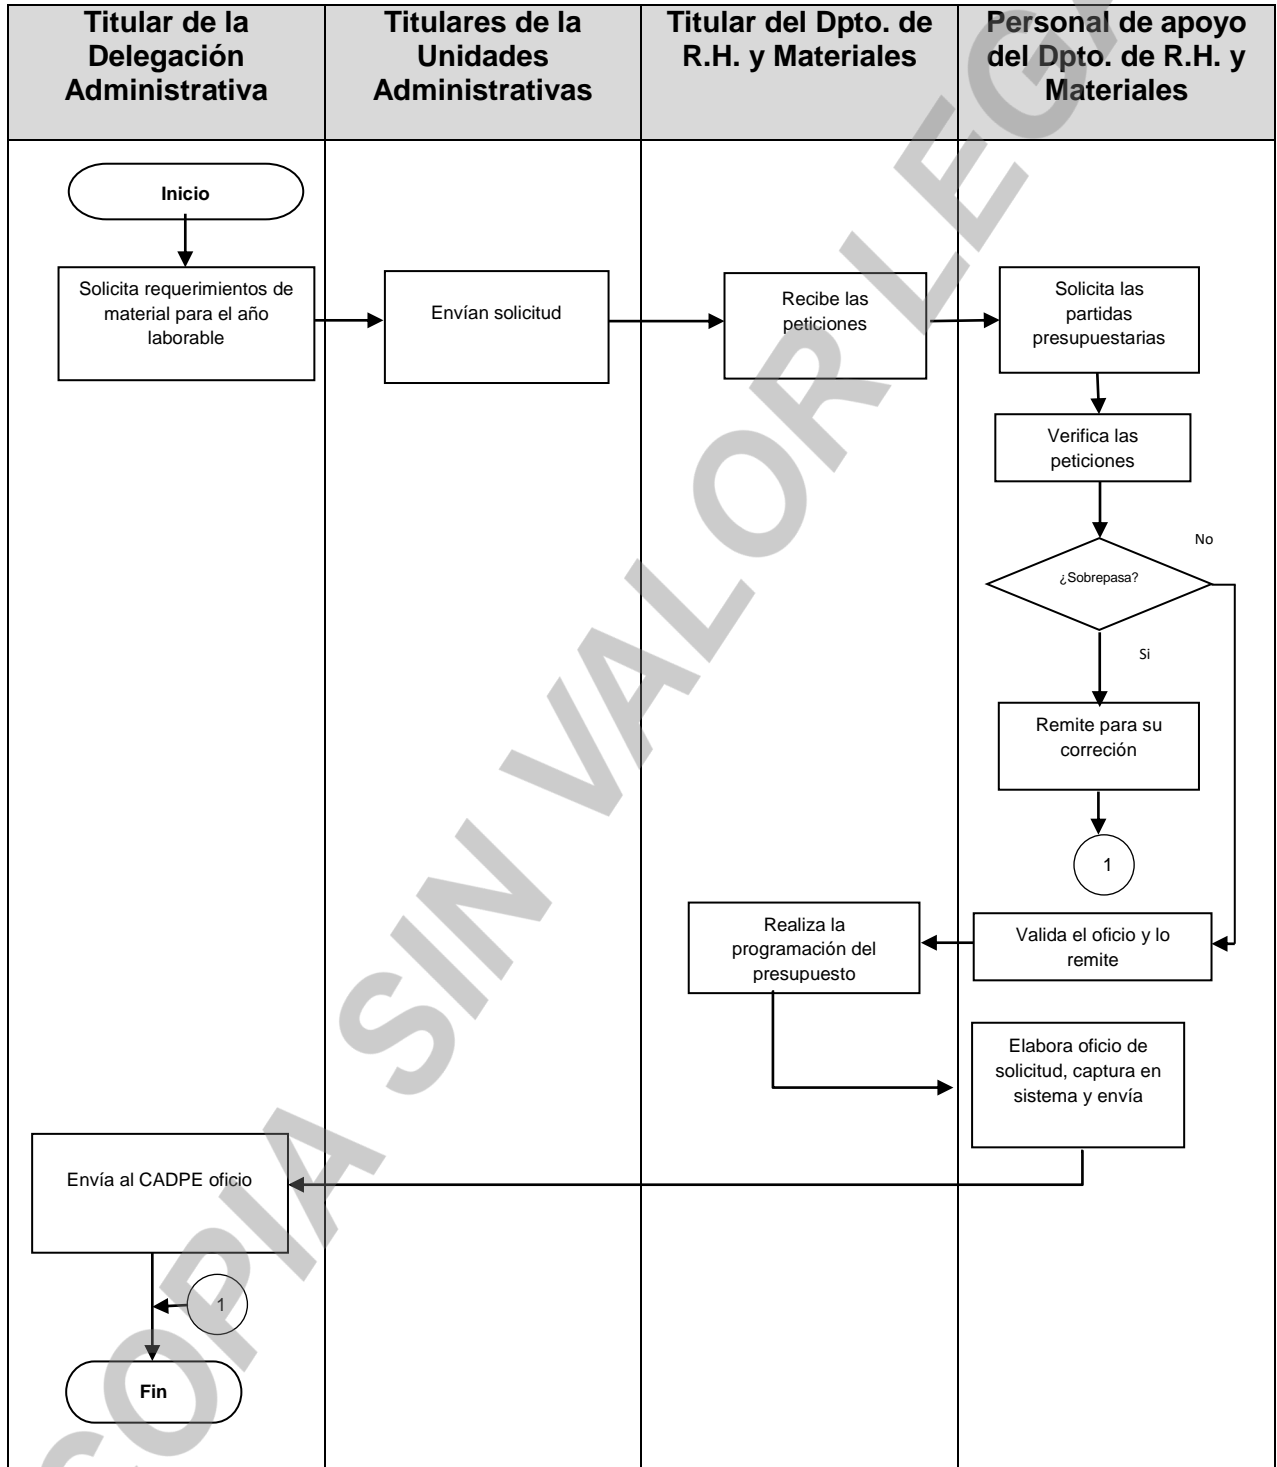 Titular de la
Delegación
Administrativa
Titulares de la
Unidades
Administrativas
Titular del Dpto. de
R.H. y Materiales
Personal de apoyo
del Dpto. de R.H. y
Materiales
Inicio
Solicita requerimientos de
material para el año
laborable
Envían solicitud
Recibe las
peticiones
Solicita las
partidas
presupuestarias
Verifica las
peticiones
¿Sobrepasa?
No
Si
Remite para su
correción
1
Valida el oficio y lo
remite
Realiza la
programación del
presupuesto
Elabora oficio de
solicitud, captura en
sistema y envía
Envía al CADPE oficio
1
Fin
COPIA SIN VALOR LEGA